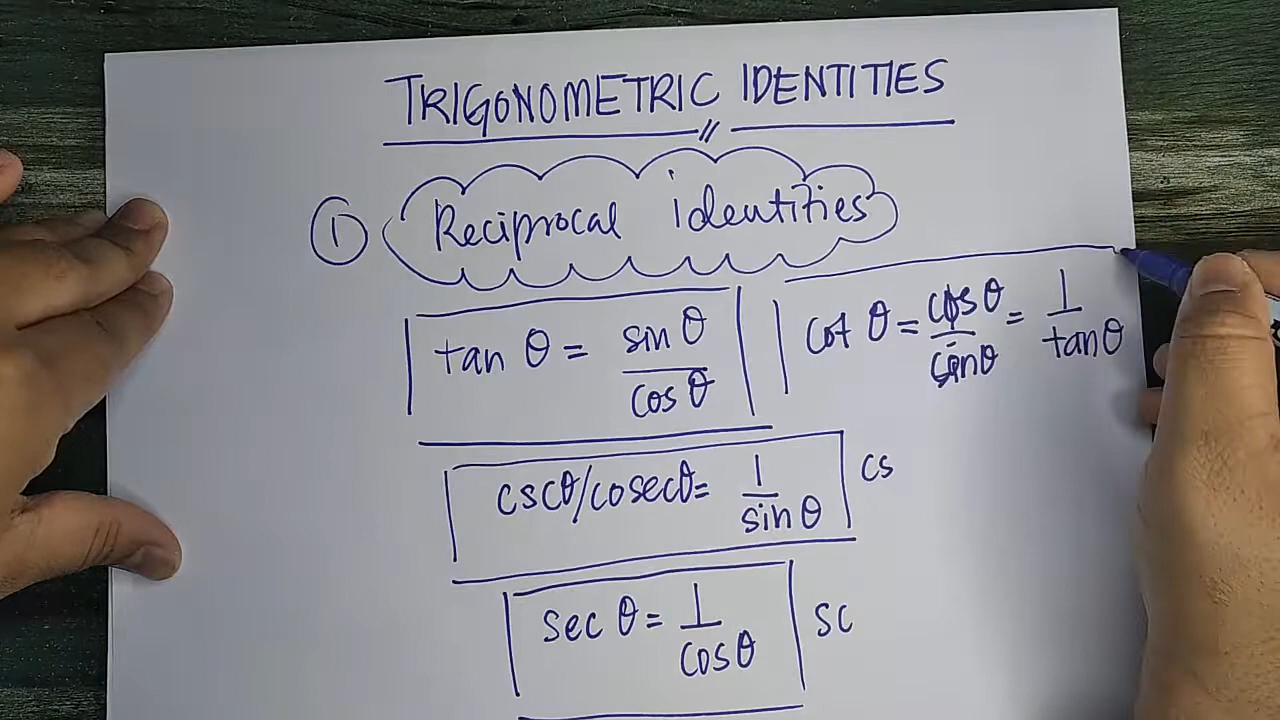 TRIGONOMETRIC IDENTITIES
① Reciprocal identities
tan θ = sin θ / cos θ
cot θ = cos θ / sin θ = 1 / tan θ
cscθ/cosecθ = 1 / sin θ cs
sec θ = 1 / cos θ sc